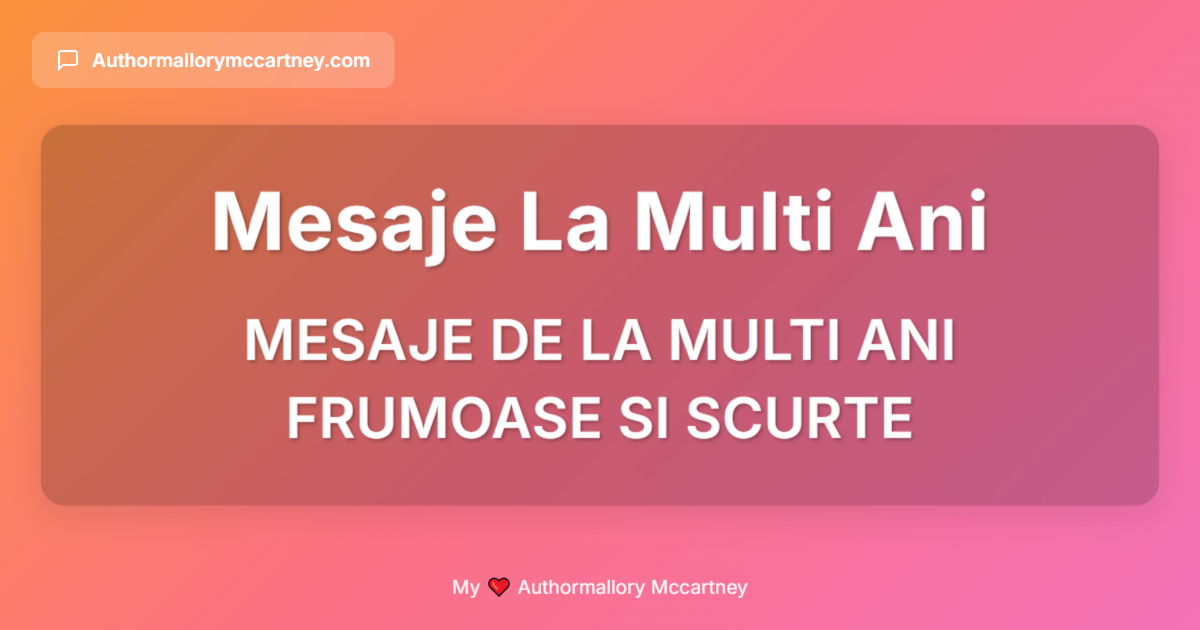 Authormallorymccartney.com
Mesaje La Multi Ani
MESAJE DE LA MULTI ANI
FRUMOASE SI SCURTE
My ❤️ Authormallory Mccartney